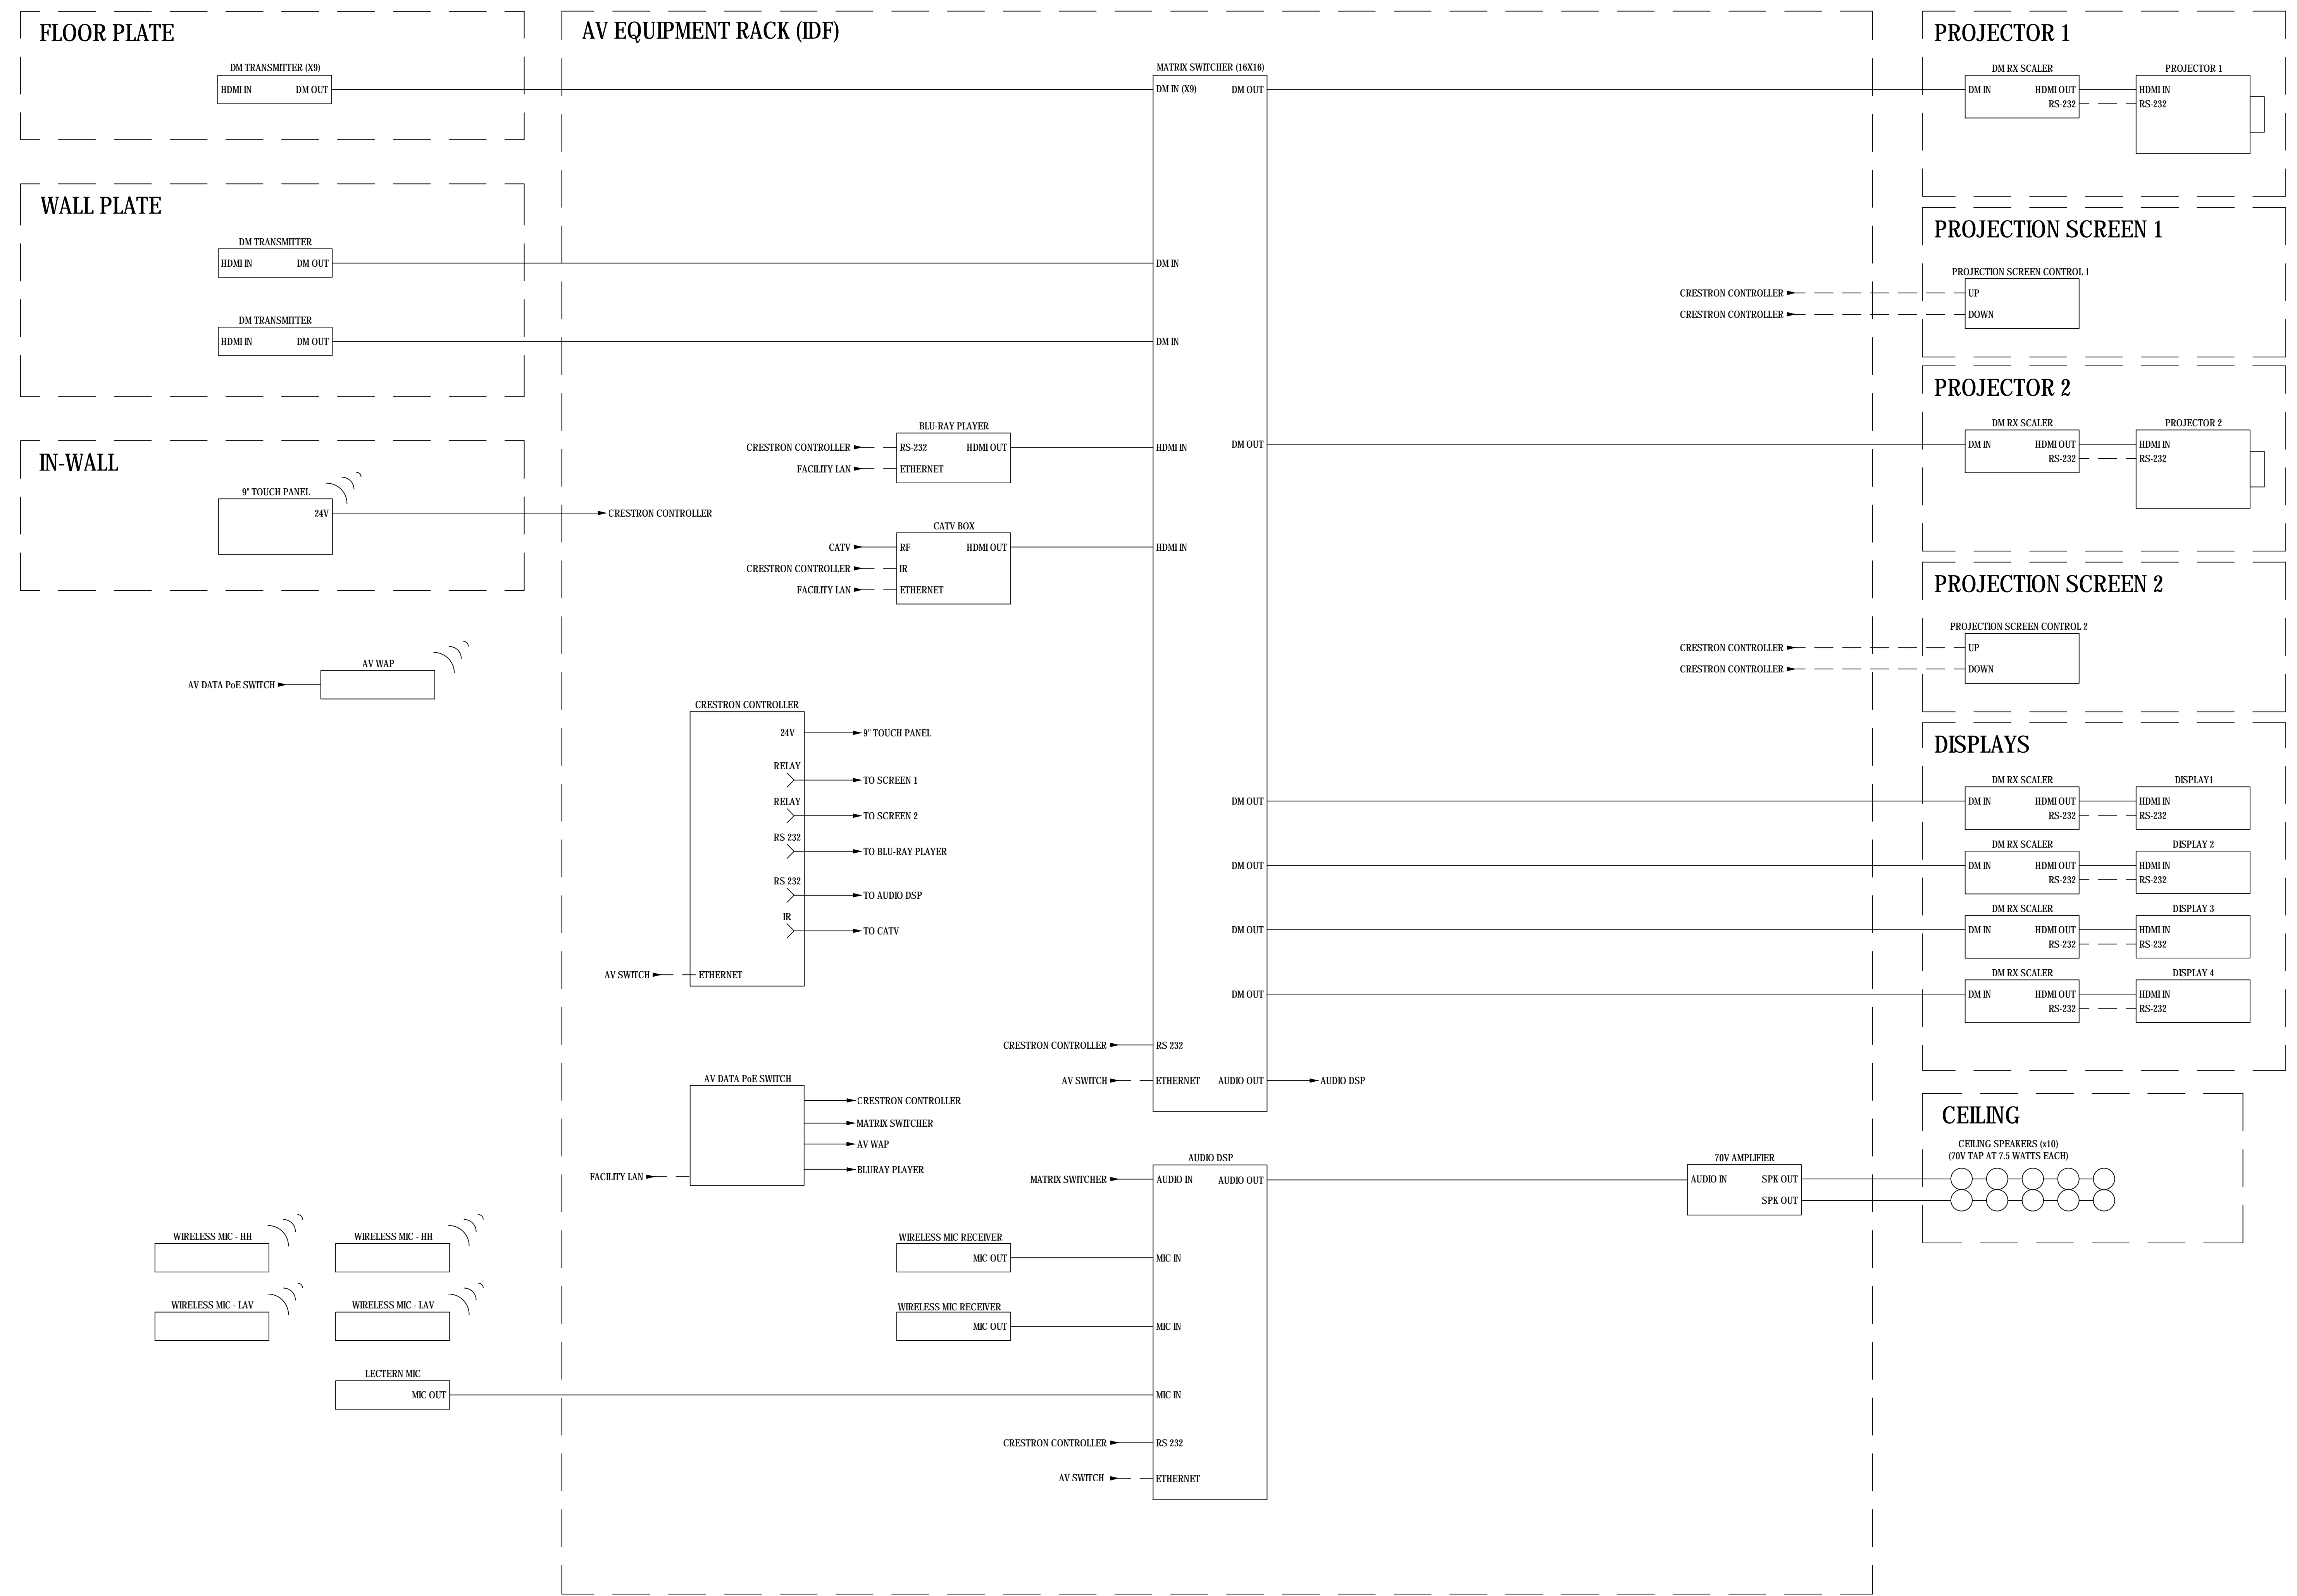 FLOOR PLATE
DM TRANSMITTER (X9)
HDMI IN DM OUT
WALL PLATE
DM TRANSMITTER
HDMI IN DM OUT
DM TRANSMITTER
HDMI IN DM OUT
IN-WALL
9" TOUCH PANEL
24V
CRESTRON CONTROLLER
AV WAP
AV DATA PoE SWITCH
WIRELESS MIC - HH
WIRELESS MIC - HH
WIRELESS MIC - LAV
WIRELESS MIC - LAV
LECTERN MIC
MIC OUT
AV EQUIPMENT RACK (IDF)
BLU-RAY PLAYER
CRESTRON CONTROLLER RS-232 HDMI OUT
FACILITY LAN ETHERNET
CATV BOX
CATV RF HDMI OUT
CRESTRON CONTROLLER IR
FACILITY LAN ETHERNET
CRESTRON CONTROLLER
24V 9" TOUCH PANEL
RELAY
TO SCREEN 1
RELAY
TO SCREEN 2
RS 232
TO BLU-RAY PLAYER
RS 232
TO AUDIO DSP
IR
TO CATV
AV SWITCH ETHERNET
AV DATA PoE SWITCH
CRESTRON CONTROLLER
MATRIX SWITCHER
AV WAP
BLURAY PLAYER
FACILITY LAN
WIRELESS MIC RECEIVER
MIC OUT
WIRELESS MIC RECEIVER
MIC OUT
MATRIX SWITCHER (16X16)
DM IN (X9) DM OUT
DM IN
DM IN
DM OUT
HDMI IN
HDMI IN
DM OUT
DM OUT
DM OUT
DM OUT
CRESTRON CONTROLLER RS 232
AV SWITCH ETHERNET AUDIO OUT AUDIO DSP
AUDIO DSP
MATRIX SWITCHER AUDIO IN AUDIO OUT
MIC IN
MIC IN
MIC IN
CRESTRON CONTROLLER RS 232
AV SWITCH ETHERNET
70V AMPLIFIER
AUDIO IN SPK OUT
SPK OUT
PROJECTOR 1
DM RX SCALER PROJECTOR 1
DM IN HDMI OUT HDMI IN
RS-232 RS-232
PROJECTION SCREEN 1
PROJECTION SCREEN CONTROL 1
CRESTRON CONTROLLER UP
CRESTRON CONTROLLER DOWN
PROJECTOR 2
DM RX SCALER PROJECTOR 2
DM IN HDMI OUT HDMI IN
RS-232 RS-232
PROJECTION SCREEN 2
PROJECTION SCREEN CONTROL 2
CRESTRON CONTROLLER UP
CRESTRON CONTROLLER DOWN
DISPLAYS
DM RX SCALER DISPLAY1
DM IN HDMI OUT HDMI IN
RS-232 RS-232
DM RX SCALER DISPLAY 2
DM IN HDMI OUT HDMI IN
RS-232 RS-232
DM RX SCALER DISPLAY 3
DM IN HDMI OUT HDMI IN
RS-232 RS-232
DM RX SCALER DISPLAY 4
DM IN HDMI OUT HDMI IN
RS-232 RS-232
CEILING
CEILING SPEAKERS (x10)
(70V TAP AT 7.5 WATTS EACH)